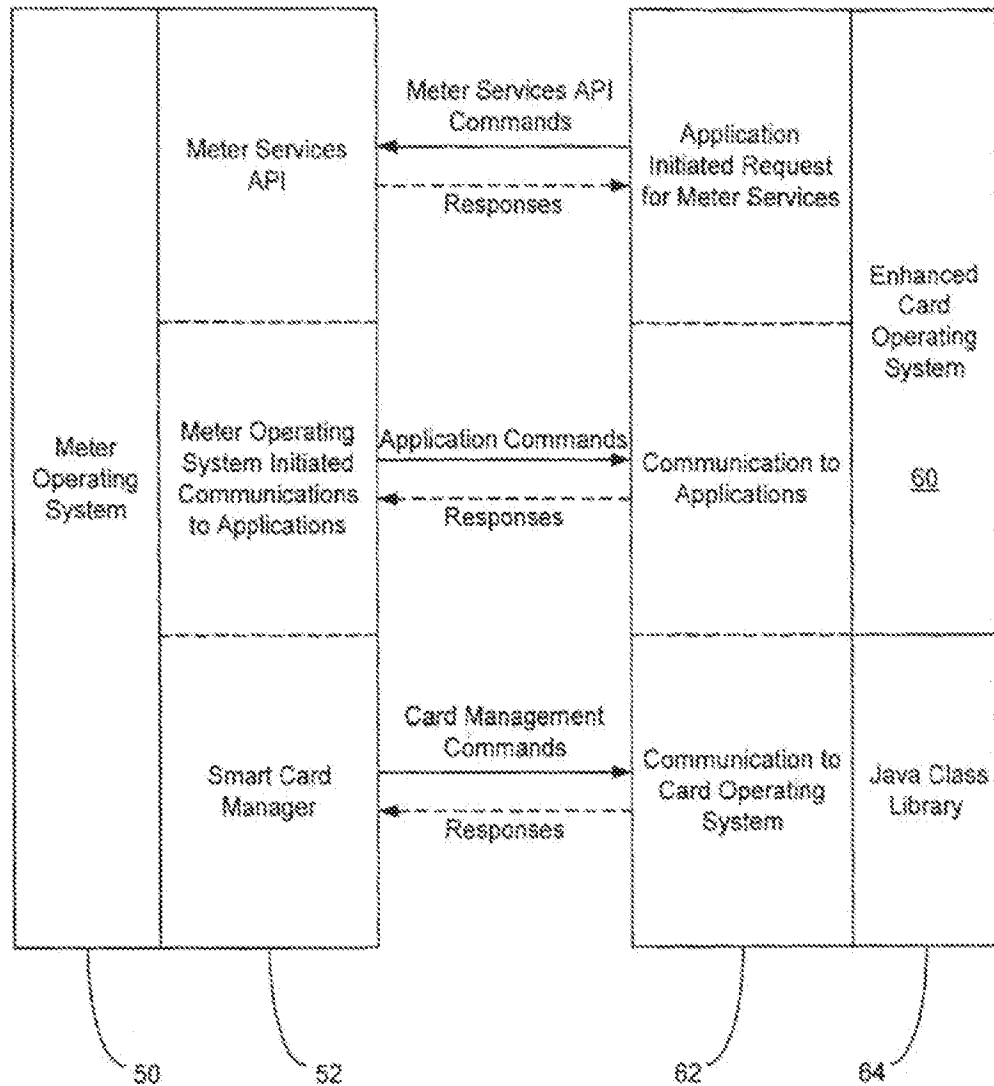 Meter Services API
Commands
Meter Services
API
Application
Initiated Request
for Meter Services
Responses
Enhanced
Card
Operating
System
60
Meter
Operating
System
Meter Operating
System Initiated
Communications
to Applications
Application Commands
Communication to
Applications
Responses
Card Management
Commands
Smart Card
Manager
Communication to
Card Operating
System
Java Class
Library
Responses
50
52
62
64